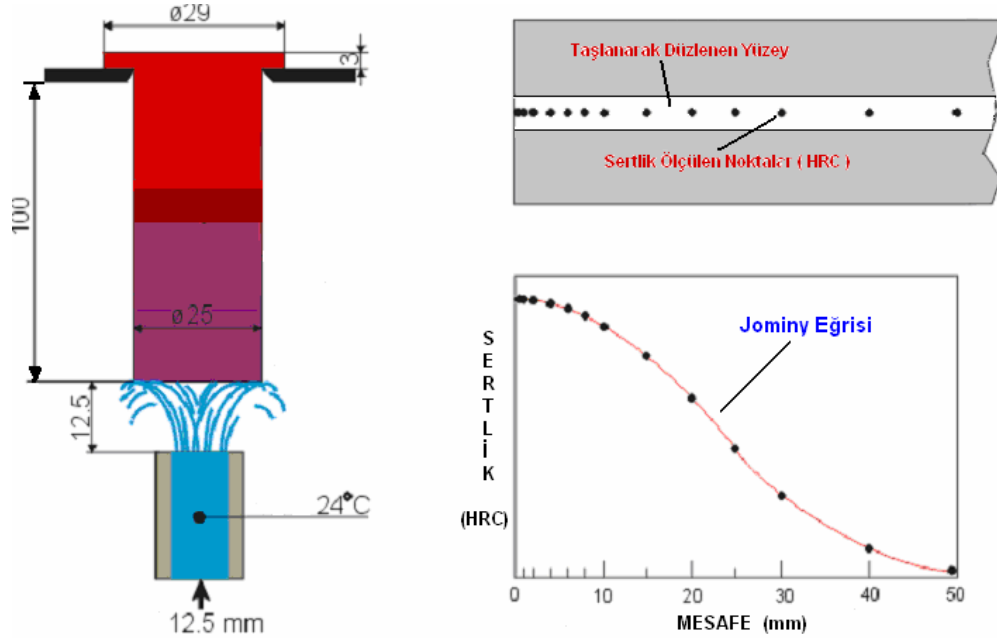 ø29
3
100
ø25
12.5
24°C
12.5 mm
Taşlanarak Düzlenen Yüzey
Sertlik Ölçülen Noktalar ( HRC )
Jominy Eğrisi
S
E
R
T
L
İ
K
(HRC)
0
10
20
30
40
50
MESAFE (mm)